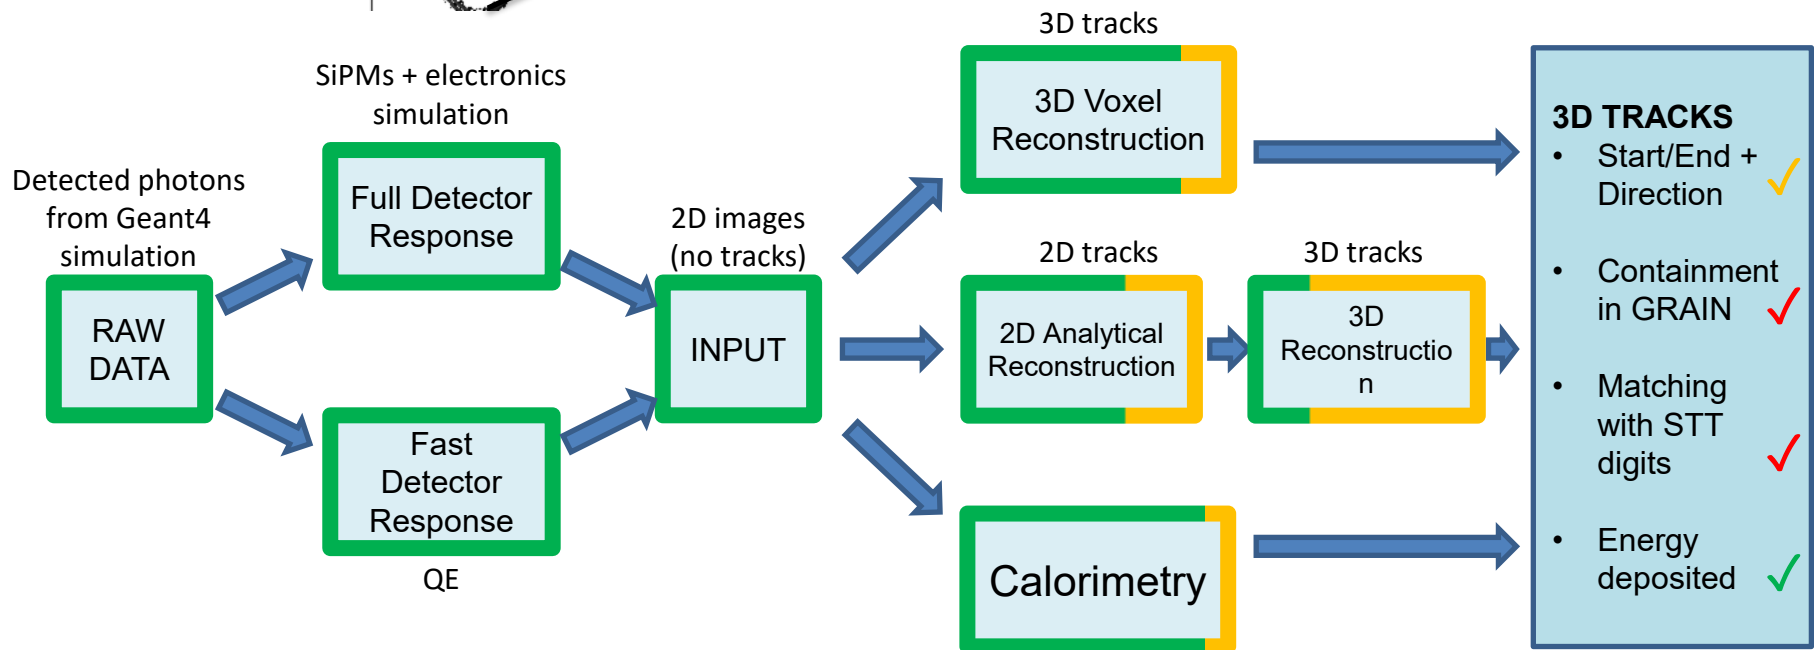 Detected photons
from Geant4
simulation
RAW
DATA
SiPMs + electronics
simulation
Full Detector
Response
Fast
Detector
Response
QE
2D images
(no tracks)
INPUT
3D tracks
3D Voxel
Reconstruction
2D tracks
2D Analytical
Reconstruction
3D tracks
3D
Reconstructio
n
Calorimetry
3D TRACKS
• Start/End +
Direction
• Containment
in GRAIN
• Matching
with STT
digits
• Energy
deposited